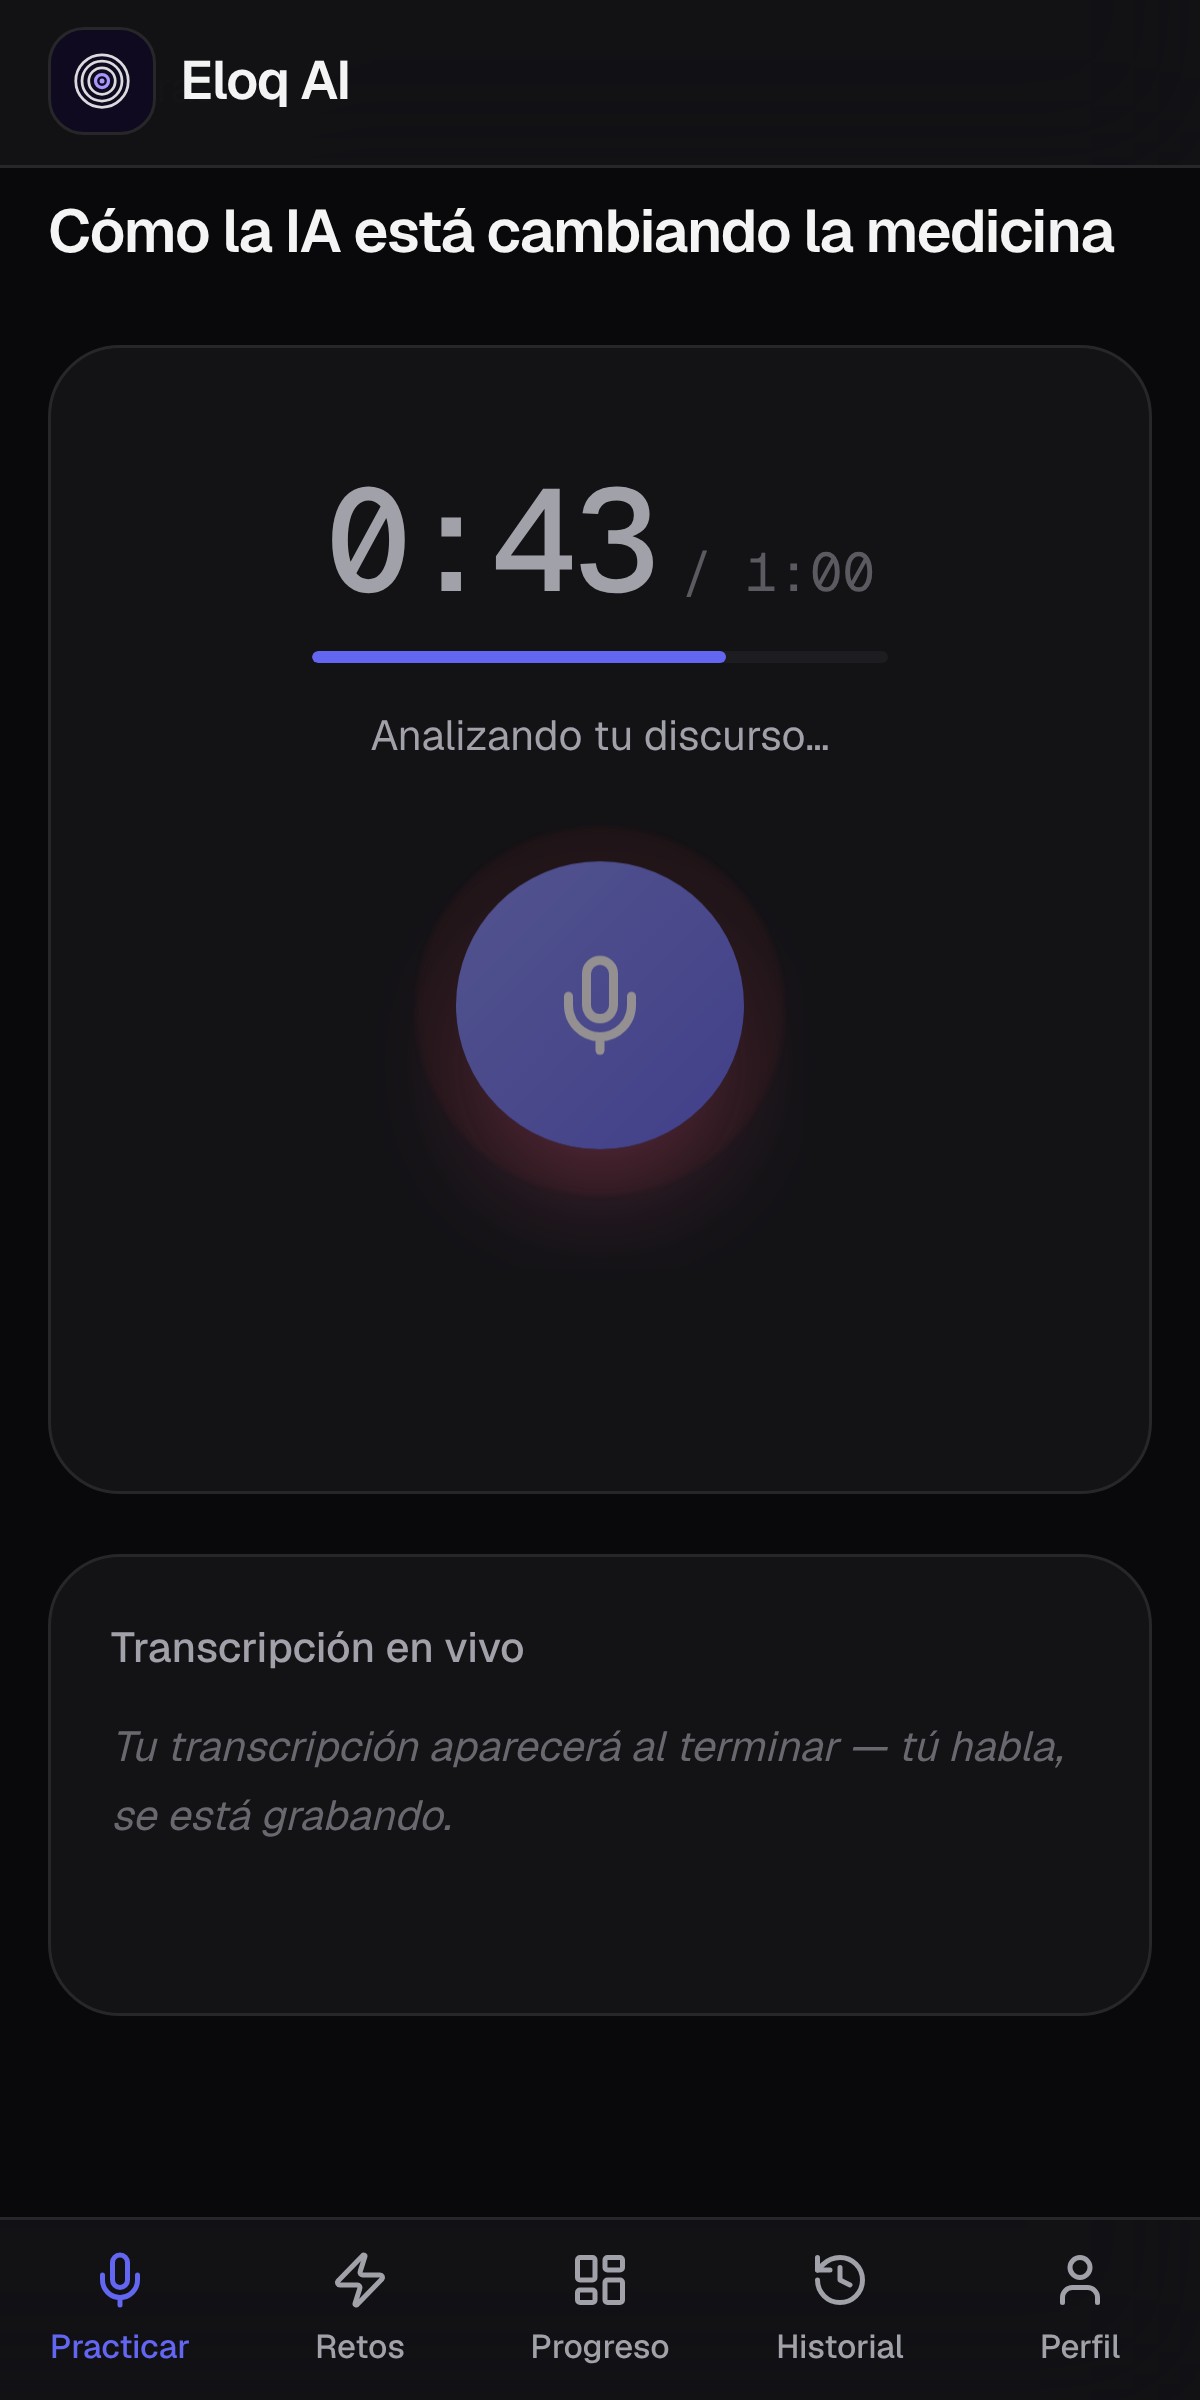 Eloq AI
Cómo la IA está cambiando la medicina
0:43 / 1:00
Analizando tu discurso...
Transcripción en vivo
Tu transcripción aparecerá al terminar — tú habla,
se está grabando.
Practicar
Retos
Progreso
Historial
Perfil